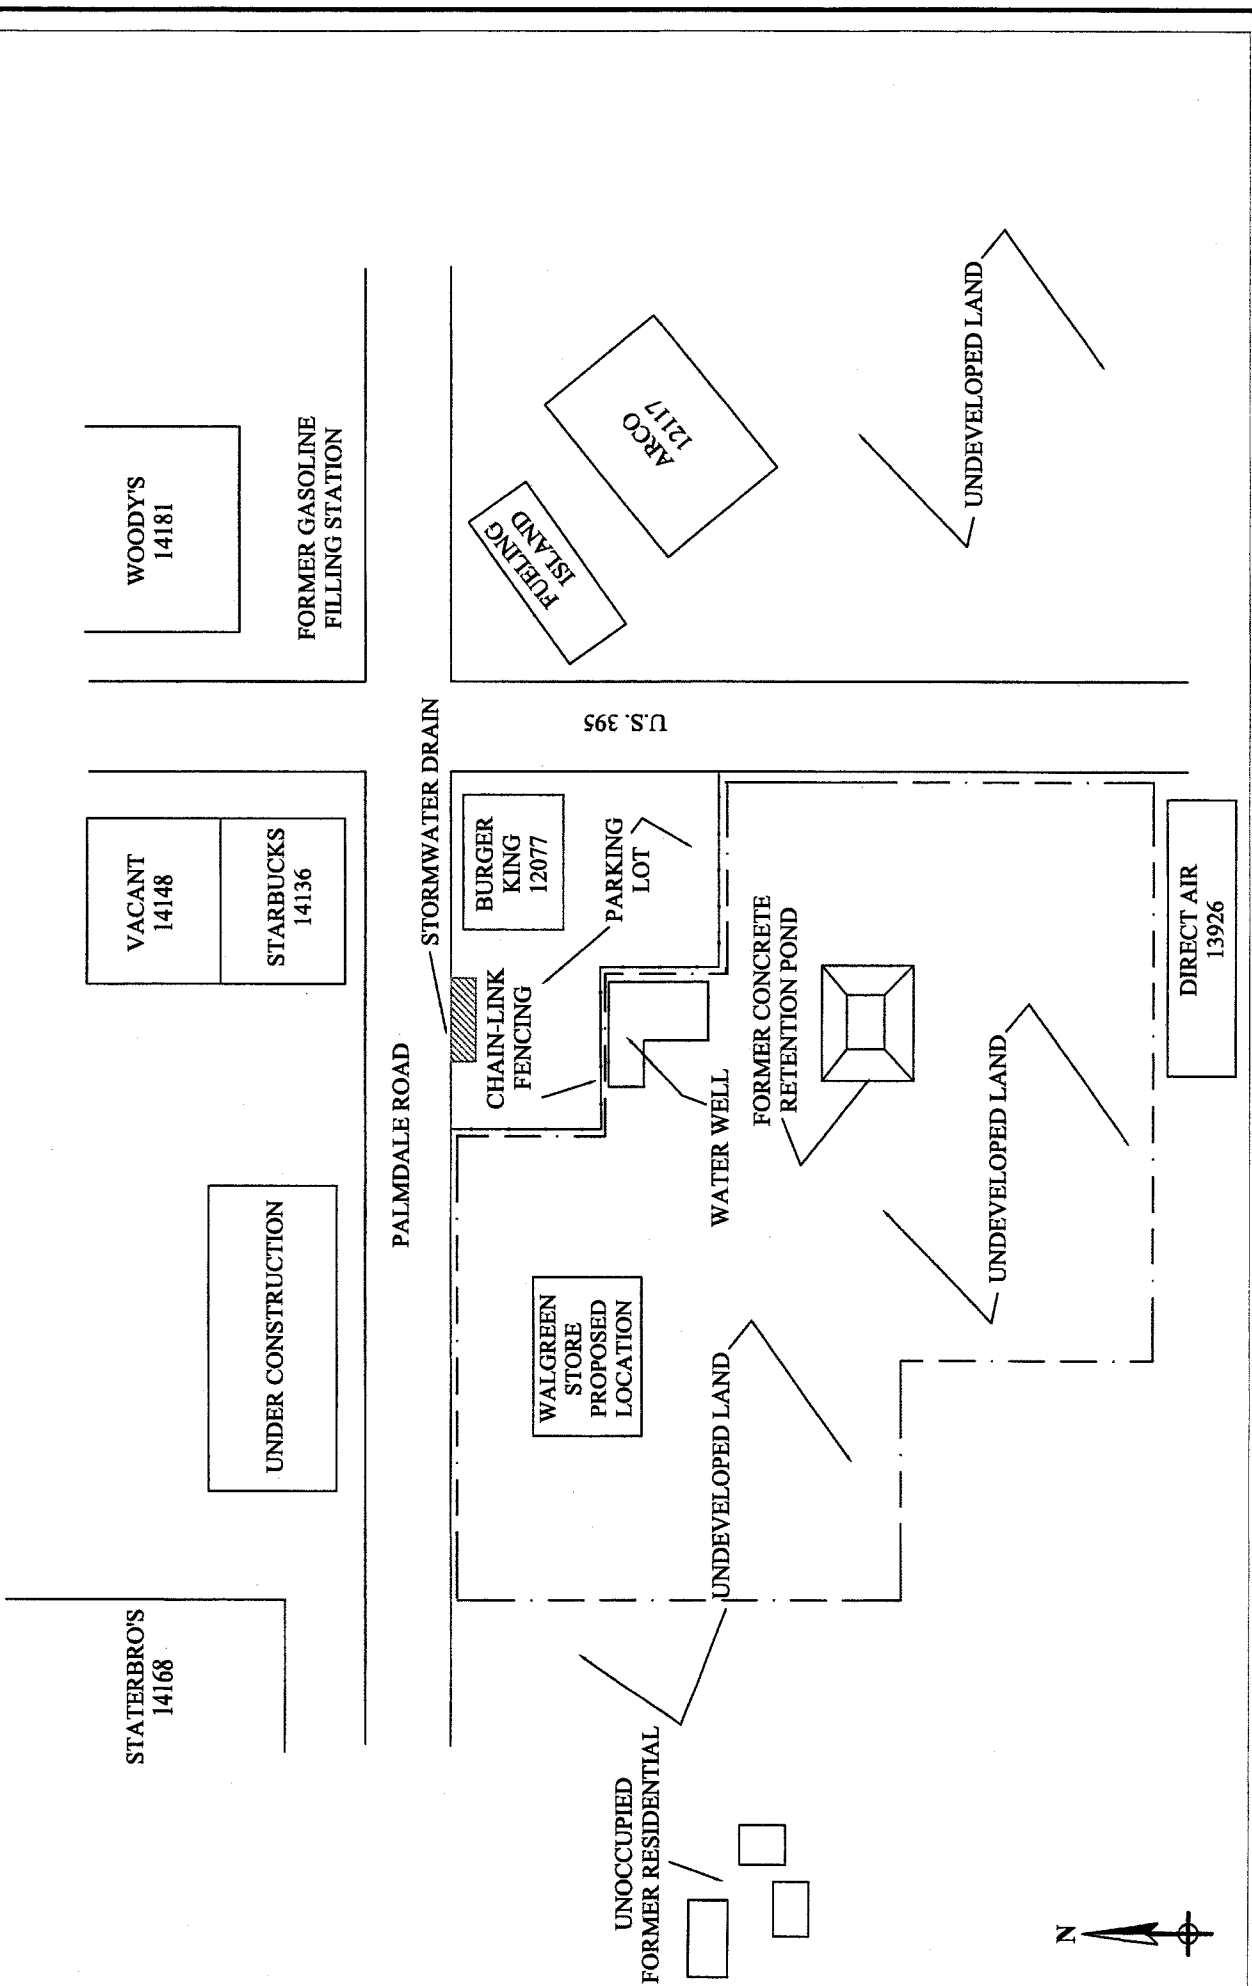 STATERBRO'S
14168
UNDER CONSTRUCTION
VACANT
14148
STARBUCKS
14136
WOODY'S
14181
FORMER GASOLINE
FILLING STATION
PALMDALE ROAD
STORMWATER DRAIN
U.S. 395
BURGER
KING
12077
CHAIN-LINK
FENCING
PARKING
LOT
FUELING
ISLAND
ARCO
12117
WALGREEN
STORE
PROPOSED
LOCATION
WATER WELL
FORMER CONCRETE
RETENTION POND
UNOCCUPIED
FORMER RESIDENTIAL
UNDEVELOPED LAND
UNDEVELOPED LAND
UNDEVELOPED LAND
DIRECT AIR
13926
N